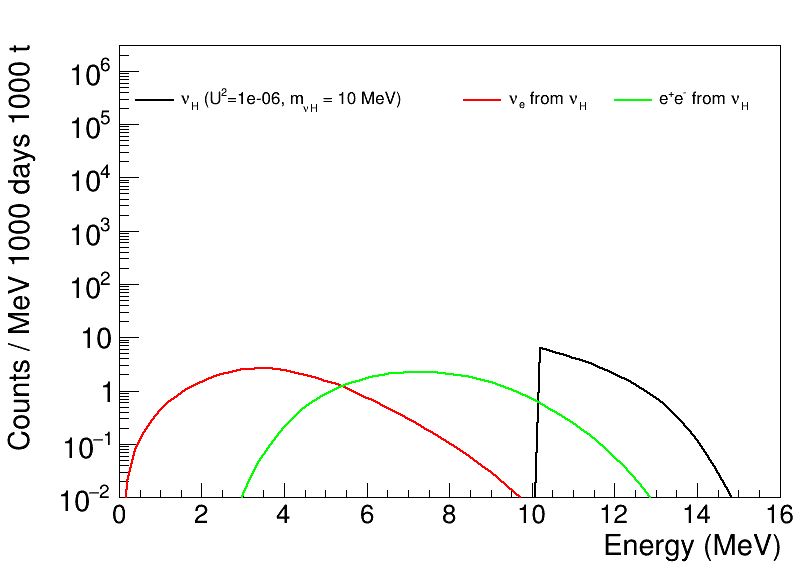 Counts / MeV 1000 days 1000 t
10⁶
10⁵
10⁴
10³
10²
10
1
10⁻¹
10⁻²
ν_H (U²=1e-06, m_νH = 10 MeV)
ν_e from ν_H
e⁺e⁻ from ν_H
0 2 4 6 8 10 12 14 16
Energy (MeV)